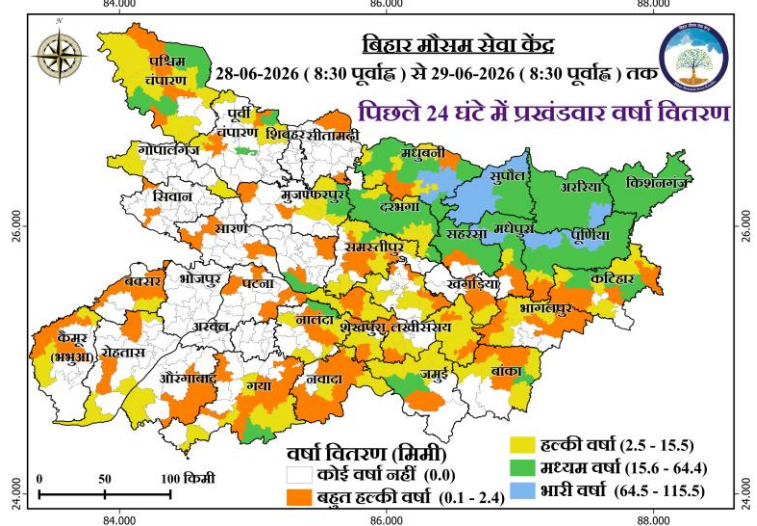 84.000 86.000 88.000
बिहार मौसम सेवा केंद्र
28-06-2026 ( 8:30 पूर्वाह्न ) से 29-06-2026 ( 8:30 पूर्वाह्न ) तक
पिछले 24 घंटे में प्रखंडवार वर्षा वितरण
N
पश्चिम
चंपारण
पूर्वी
चंपारण
शिवहर
सीतामढ़ी
गोपालगंज
मधुबनी
सुपौल
अररिया
किशनगंज
सिवान
मुजफ्फरपुर
दरभंगा
26.000
26.000
सारण
सहरसा
मधेपुरा
पूर्णिया
समस्तीपुर
बक्सर
भोजपुर
पटना
खगड़िया
कटिहार
नालंदा
शेखपुरा
लखीसराय
भागलपुर
कैमूर
(भभुआ)
रोहतास
अरवल
औरंगाबाद
गया
नवादा
जमुई
बांका
वर्षा वितरण (मिमी)
कोई वर्षा नहीं (0.0)
बहुत हल्की वर्षा (0.1 - 2.4)
हल्की वर्षा (2.5 - 15.5)
मध्यम वर्षा (15.6 - 64.4)
भारी वर्षा (64.5 - 115.5)
0 50 100 किमी
24.000
24.000
84.000 86.000 88.000